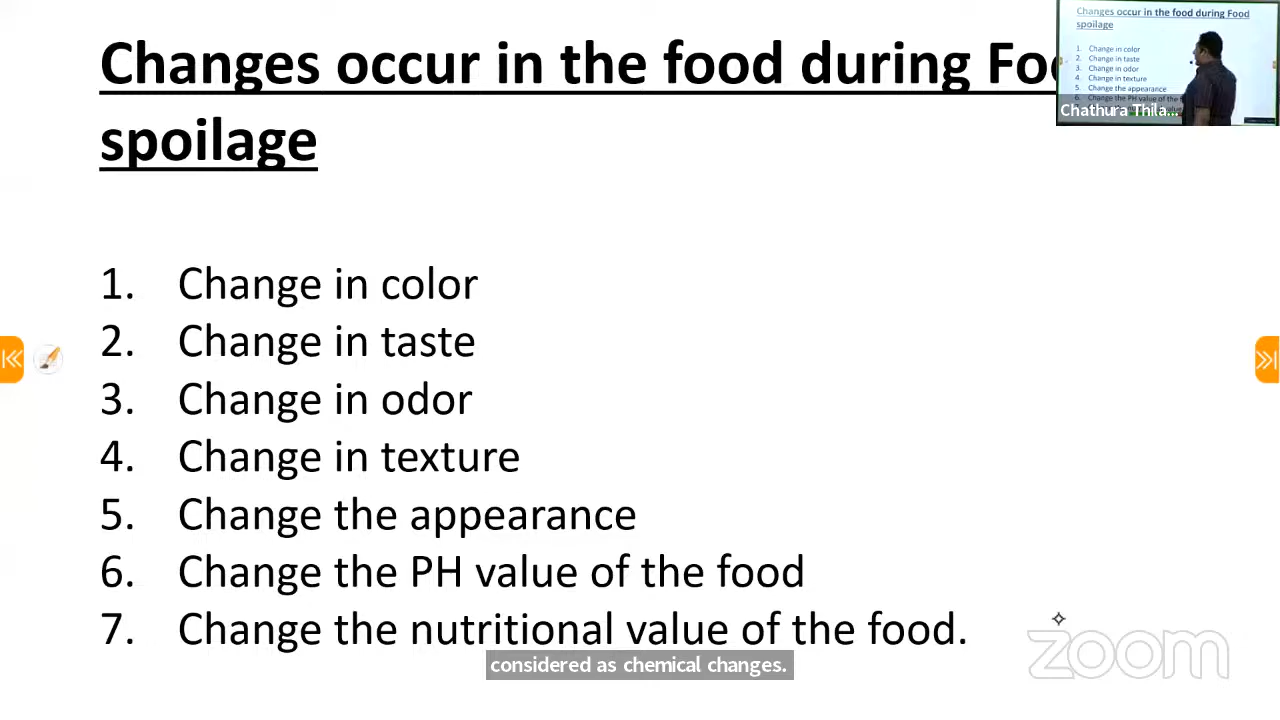 Changes occur in the food during Foo
spoilage
1. Change in color
2. Change in taste
3. Change in odor
4. Change in texture
5. Change the appearance
6. Change the PH value of the food
7. Change the nutritional value of the food.
Changes occur in the food during Food
spoilage
1. Change in color
2. Change in taste
3. Change in odor
4. Change in texture
5. Change the appearance
6. Change the PH value of the
Chathura Thila...
considered as chemical changes.
zoom